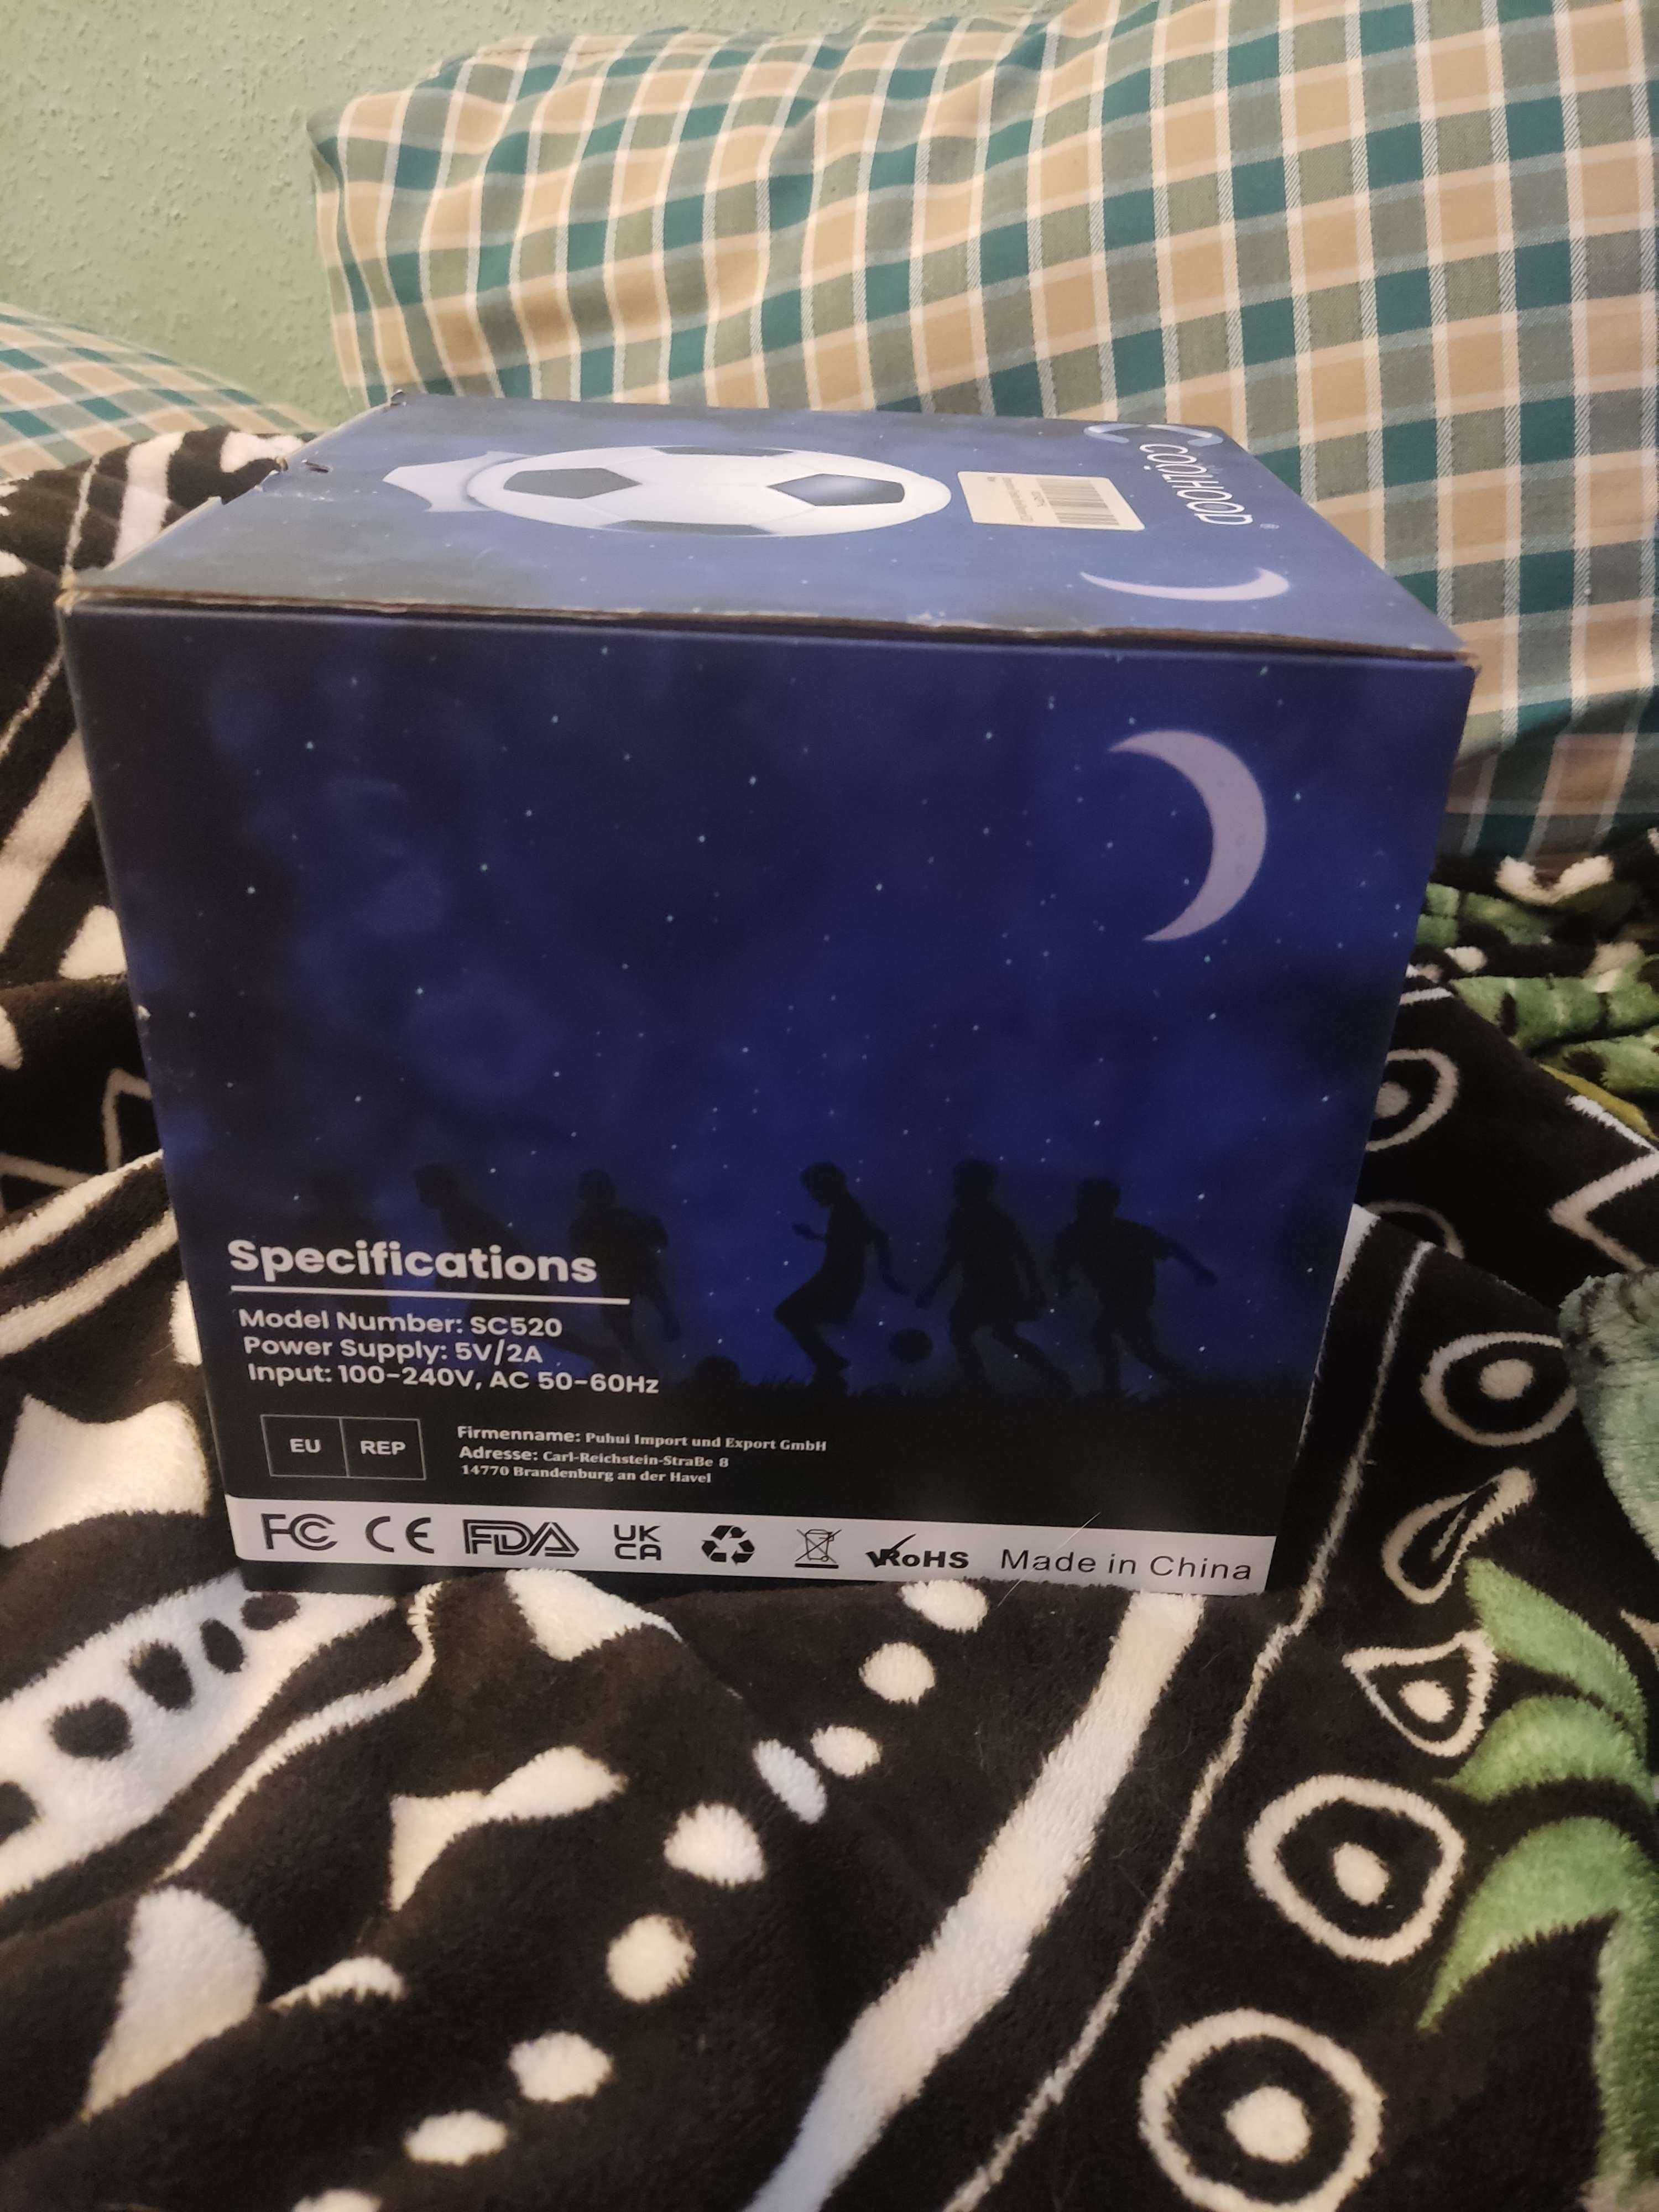 COOLHOOD
Specifications
Model Number: SC520
Power Supply: 5V/2A
Input: 100-240V, AC 50-60Hz
EU REP
Firmenname: Puhui Import und Export GmbH
Adresse: Carl-Reichstein-StraBe 8
14770 Brandenburg an der Havel
FC CE FDA UK CA RoHS Made in China